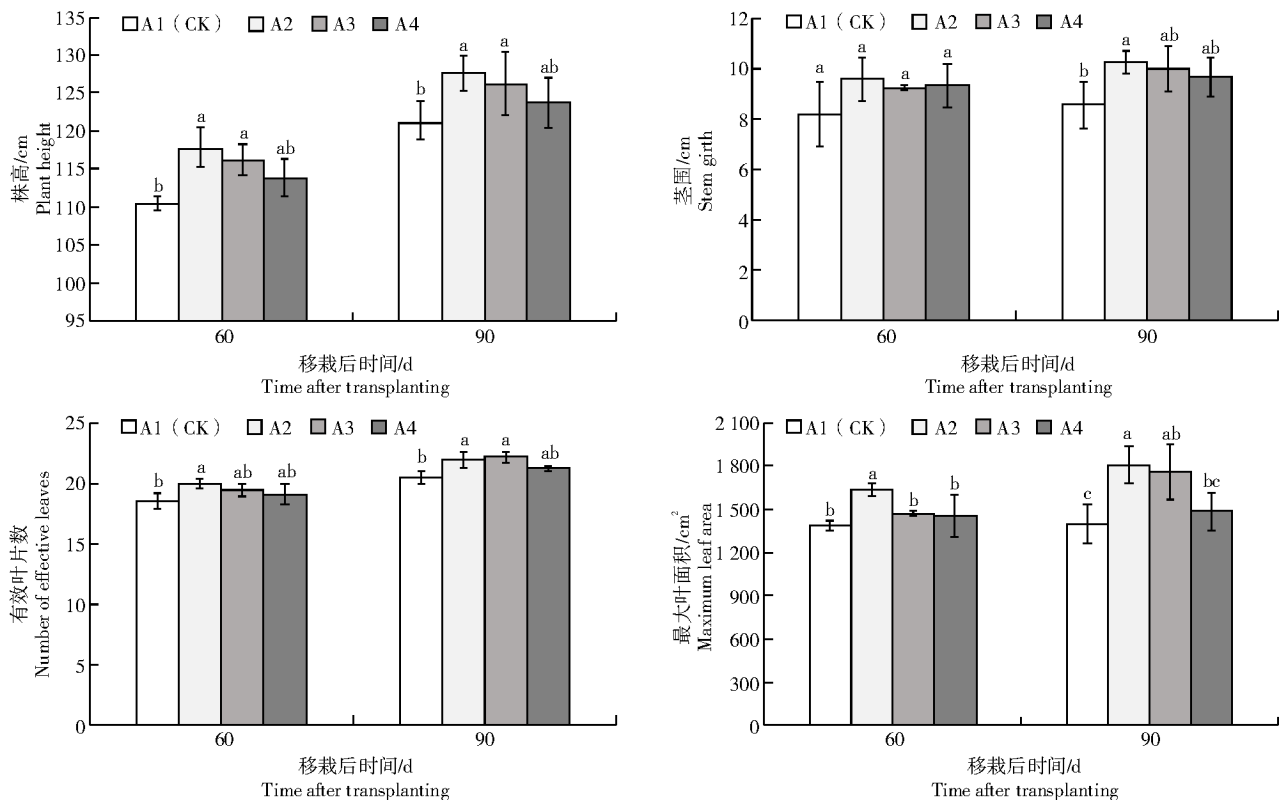 A1（CK） A2 A3 A4
135
130
125
120
115
110
105
100
95
株高/cm
Plant height
b a a ab
b a a ab
60 90
移栽后时间/d
Time after transplanting
A1（CK） A2 A3 A4
12
10
8
6
4
2
0
茎围/cm
Stem girth
a a a a
b a ab ab
60 90
移栽后时间/d
Time after transplanting
A1（CK） A2 A3 A4
25
20
15
10
5
0
有效叶片数
Number of effective leaves
b a ab ab
b a a ab
60 90
移栽后时间/d
Time after transplanting
A1（CK） A2 A3 A4
2 100
1 800
1 500
1 200
900
600
300
0
最大叶面积/cm²
Maximum leaf area
b a b b
c a ab bc
60 90
移栽后时间/d
Time after transplanting